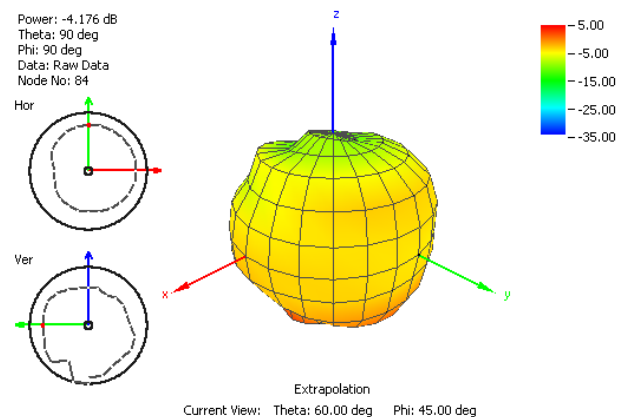 Power: -4.176 dB
Theta: 90 deg
Phi: 90 deg
Data: Raw Data
Node No: 84
Hor
Ver
z
x
y
5.00
-5.00
-15.00
-25.00
-35.00
Extrapolation
Current View: Theta: 60.00 deg Phi: 45.00 deg